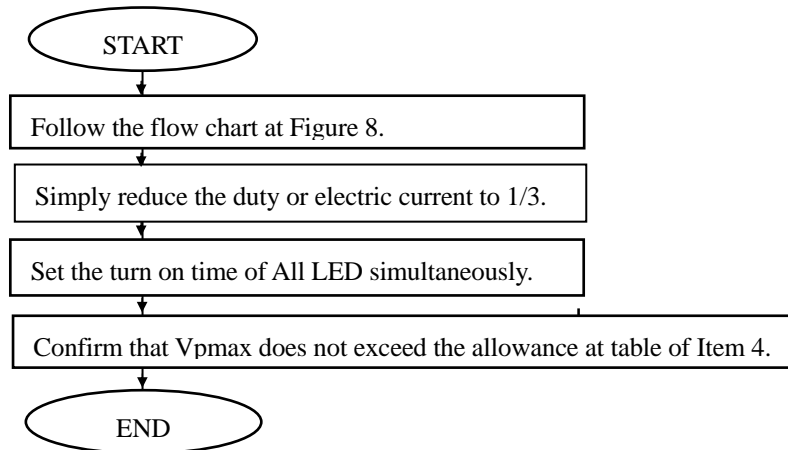 START
Follow the flow chart at Figure 8.
Simply reduce the duty or electric current to 1/3.
Set the turn on time of All LED simultaneously.
Confirm that Vpmax does not exceed the allowance at table of Item 4.
END